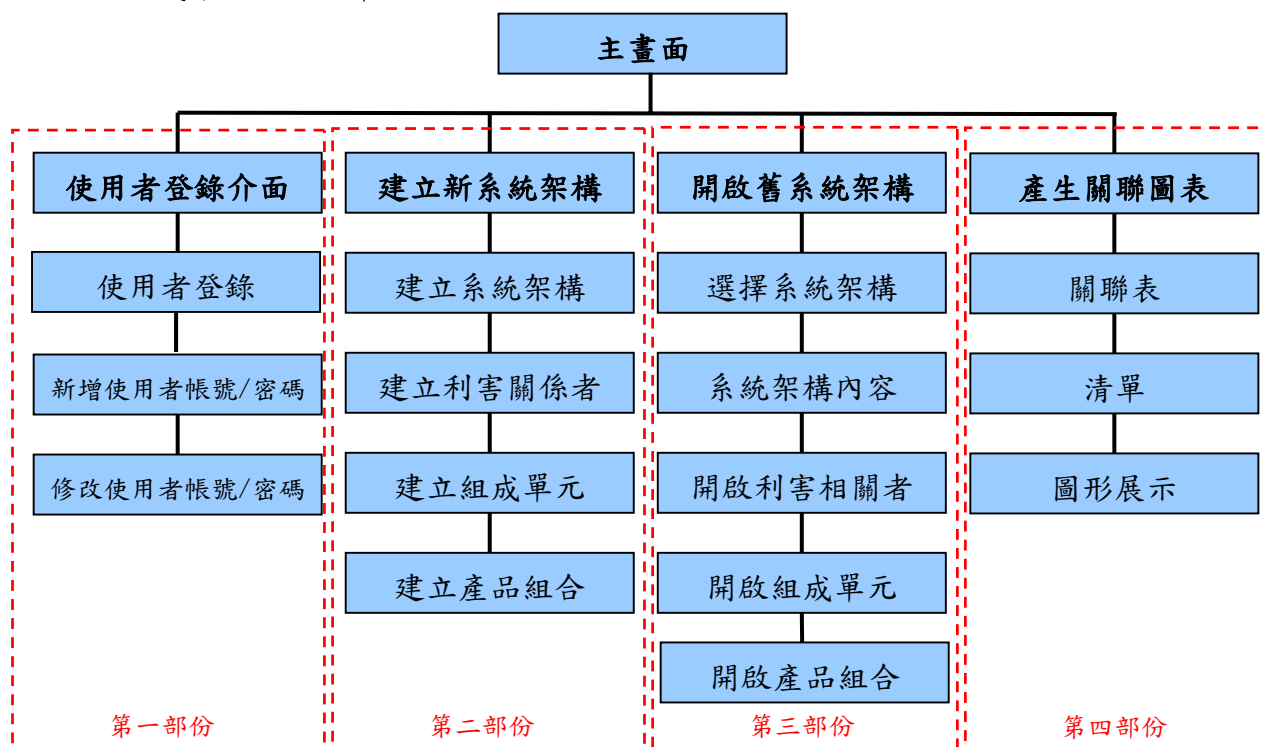 主畫面
使用者登錄介面
使用者登錄
新增使用者帳號/密碼
修改使用者帳號/密碼
第一部份
建立新系統架構
建立系統架構
建立利害關係者
建立組成單元
建立產品組合
第二部份
開啟舊系統架構
選擇系統架構
系統架構內容
開啟利害相關者
開啟組成單元
開啟產品組合
第三部份
產生關聯圖表
關聯表
清單
圖形展示
第四部份